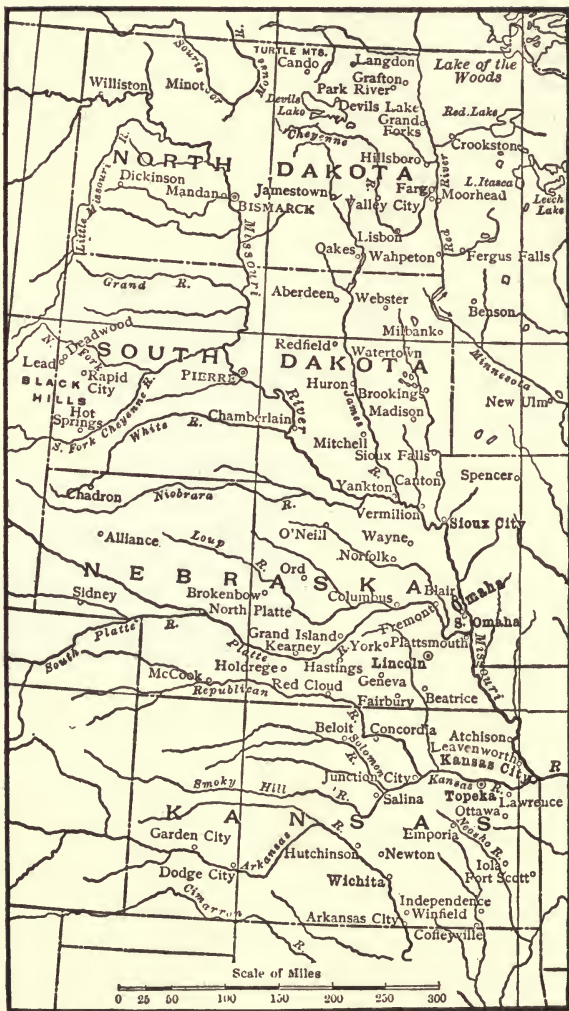 TURTLE MTS.
Souris or Mouse R.
Cando
Langdon
Lake of the Woods
Grafton
Park River
Williston
Minot
Devils Lake
Devils Lake
Grand Forks
Red Lake
Crookston
Cheyenne R.
NORTH DAKOTA
Hillsboro
L. Itasca
Leech Lake
Little Missouri R.
Dickinson
Mandan
BISMARCK
Jamestown
Valley City
Fargo
Moorhead
Red River
Missouri
Lisbon
Oakes
Wahpeton
Fergus Falls
Grand R.
Aberdeen
Webster
Benson
Milbank
Minnesota
N. Fork
Deadwood
Lead
SOUTH DAKOTA
Redfield
Watertown
Rapid City
BLACK HILLS
PIERRE
Huron
Brookings
Madison
New Ulm
Hot Springs
S. Fork Cheyenne R.
White R.
Chamberlain
River
James R.
Mitchell
Sioux Falls
Canton
Spencer
Yankton
Chadron
Niobrara R.
Vermilion
Sioux City
O'Neill
Wayne
Alliance
Loup R.
Norfolk
NEBRASKA
Ord
Brokenbow
Columbus
Blair
Omaha
Sidney
North Platte
Fremont
S. Omaha
South Platte R.
Platte R.
Grand Island
Kearney
York
Plattsmouth
Missouri
McCook
Holdrege
Hastings
Lincoln
Geneva
Republican R.
Red Cloud
Fairbury
Beatrice
Beloit
Concordia
Atchison
Leavenworth
Solomon R.
Kansas City
Smoky Hill R.
Junction City
Kansas R.
R
Salina
Topeka
Lawrence
Ottawa
KANSAS
Garden City
Emporia
Neosho R.
Arkansas R.
Hutchinson
Newton
Iola
Fort Scott
Dodge City
Wichita
Cimarron R.
Independence
Arkansas City
Winfield
Coffeyville
Scale of Miles
0 25 50 100 150 200 250 300